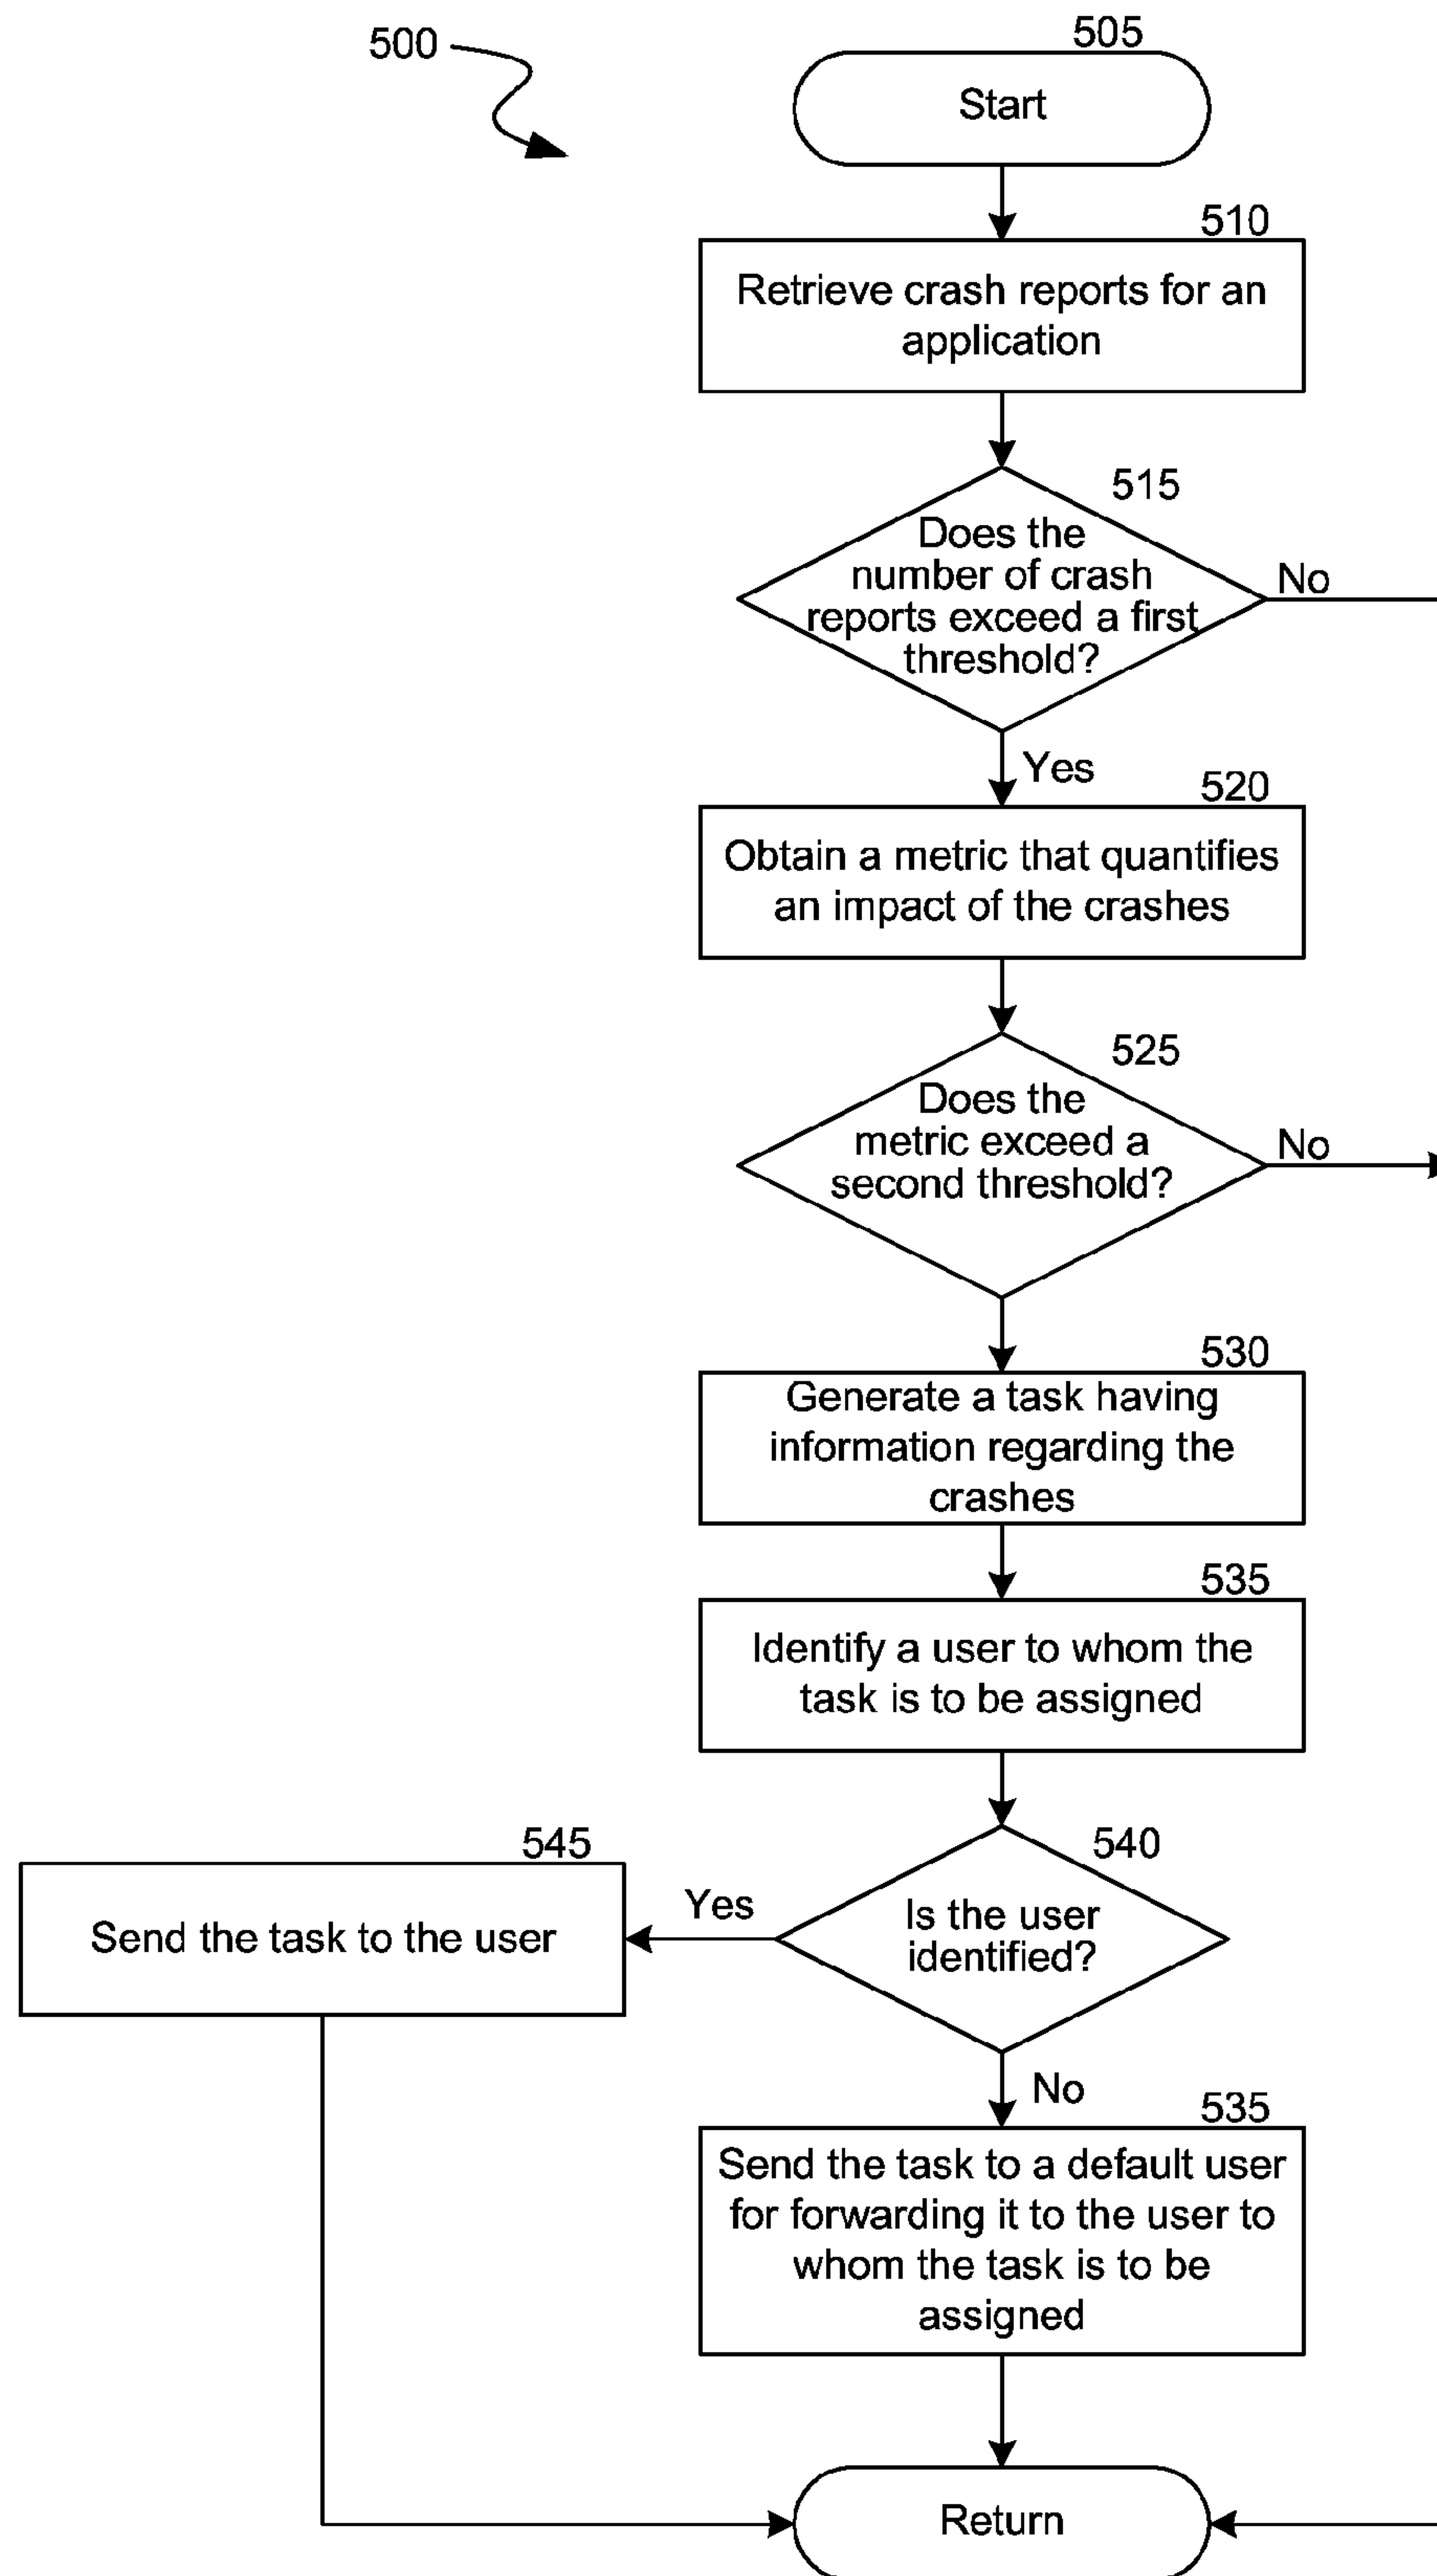 500
505
Start
510
Retrieve crash reports for an
application
515
Does the
number of crash
reports exceed a first
threshold?
No
Yes
520
Obtain a metric that quantifies
an impact of the crashes
525
Does the
metric exceed a
second threshold?
No
530
Generate a task having
information regarding the
crashes
535
Identify a user to whom the
task is to be assigned
540
Is the user
identified?
Yes
545
Send the task to the user
No
535
Send the task to a default user
for forwarding it to the user to
whom the task is to be
assigned
Return